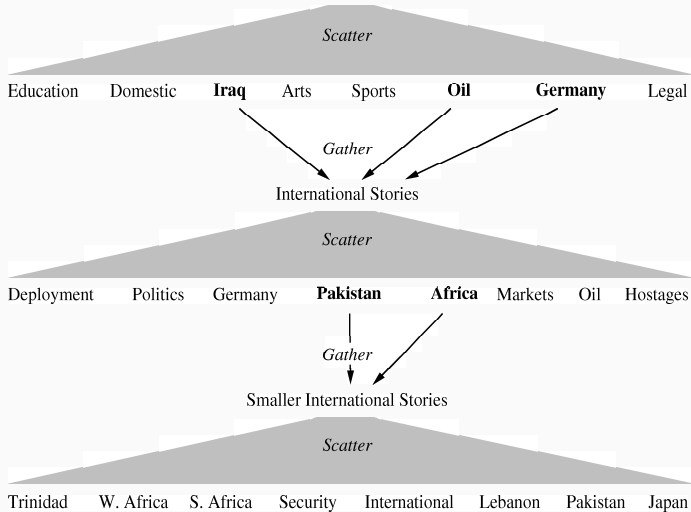 Scatter
Education Domestic Iraq Arts Sports Oil Germany Legal
Gather
International Stories
Scatter
Deployment Politics Germany Pakistan Africa Markets Oil Hostages
Gather
Smaller International Stories
Scatter
Trinidad W. Africa S. Africa Security International Lebanon Pakistan Japan